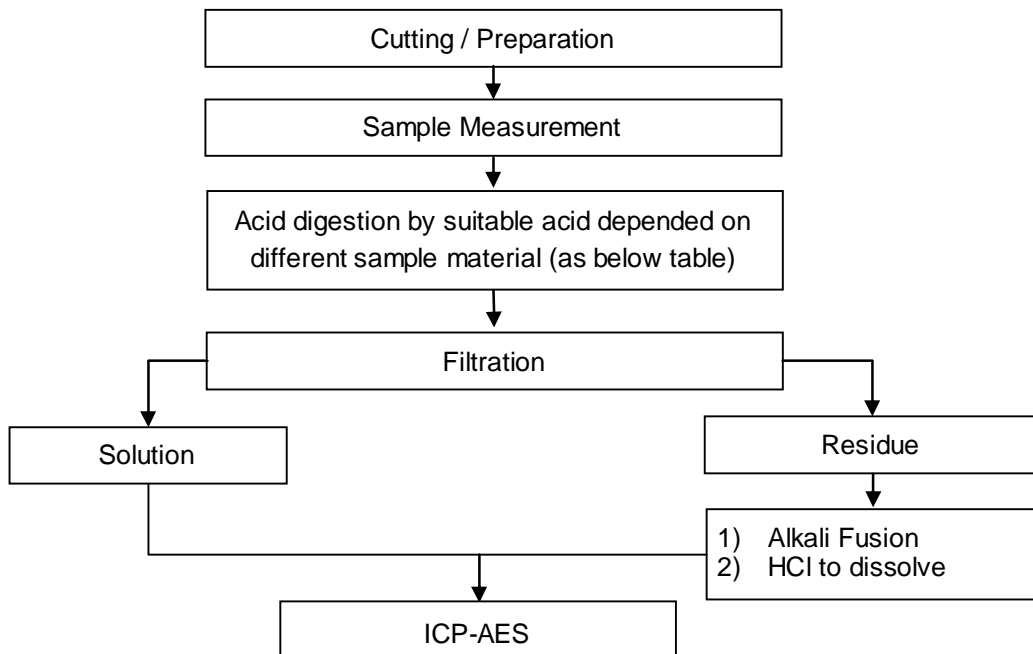 Cutting / Preparation
Sample Measurement
Acid digestion by suitable acid depended on
different sample material (as below table)
Filtration
Solution
Residue
1) Alkali Fusion
2) HCl to dissolve
ICP-AES